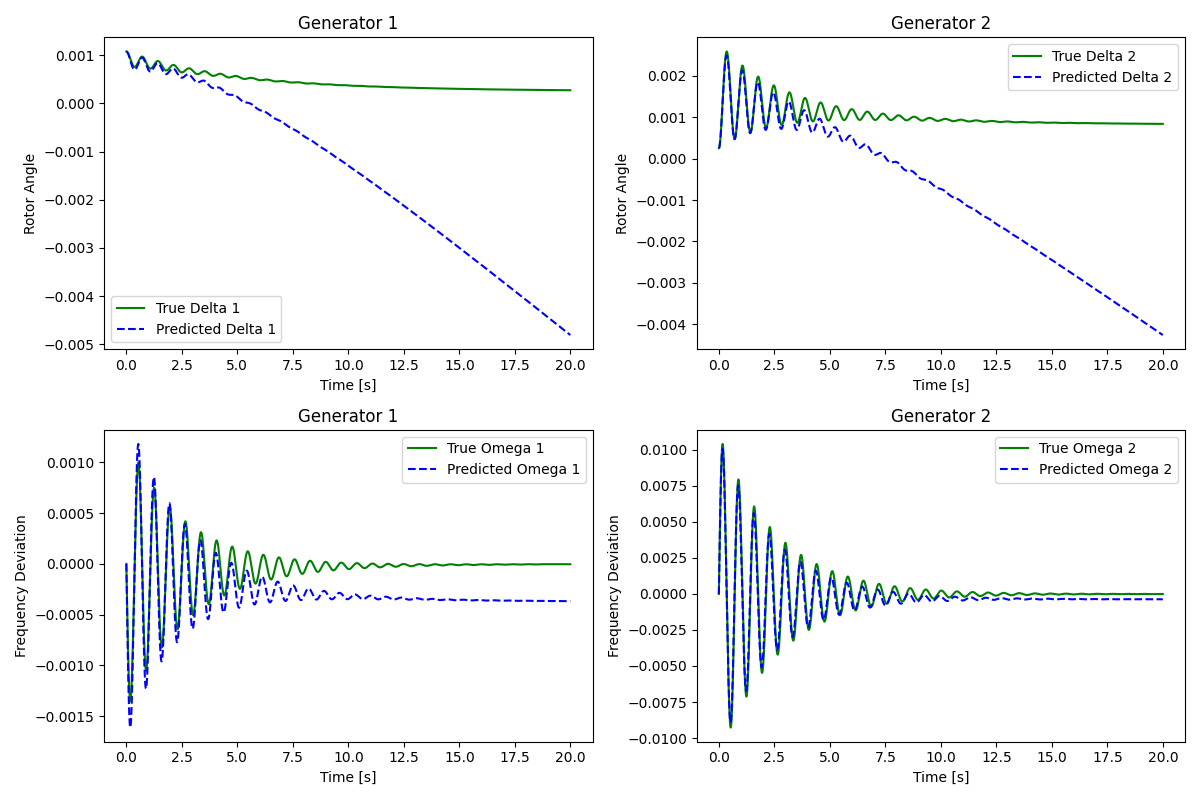 Generator 1
0.001
0.000
−0.001
−0.002
−0.003
−0.004
−0.005
Rotor Angle
True Delta 1
Predicted Delta 1
0.0 2.5 5.0 7.5 10.0 12.5 15.0 17.5 20.0
Time [s]
Generator 2
0.002
0.001
0.000
−0.001
−0.002
−0.003
−0.004
Rotor Angle
True Delta 2
Predicted Delta 2
0.0 2.5 5.0 7.5 10.0 12.5 15.0 17.5 20.0
Time [s]
Generator 1
0.0010
0.0005
0.0000
−0.0005
−0.0010
−0.0015
Frequency Deviation
True Omega 1
Predicted Omega 1
0.0 2.5 5.0 7.5 10.0 12.5 15.0 17.5 20.0
Time [s]
Generator 2
0.0100
0.0075
0.0050
0.0025
0.0000
−0.0025
−0.0050
−0.0075
−0.0100
Frequency Deviation
True Omega 2
Predicted Omega 2
0.0 2.5 5.0 7.5 10.0 12.5 15.0 17.5 20.0
Time [s]